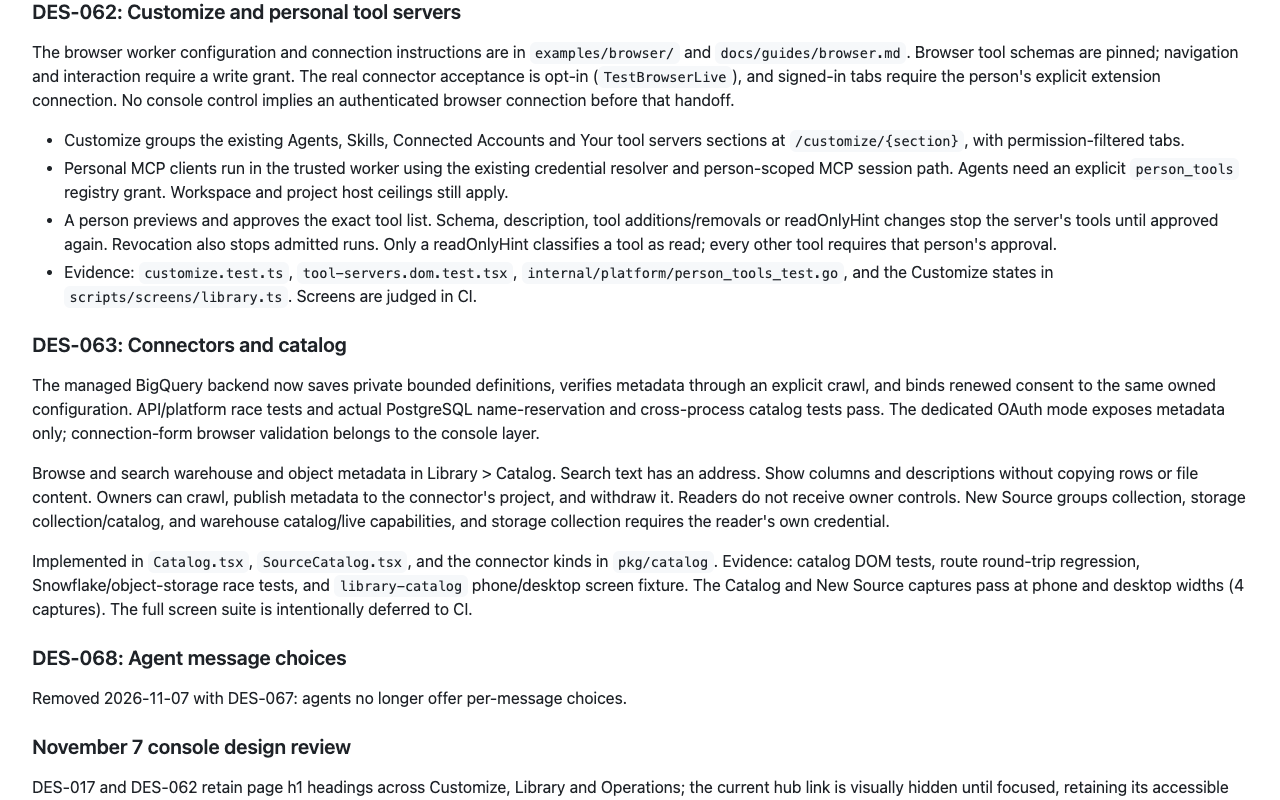 DES-062: Customize and personal tool servers
The browser worker configuration and connection instructions are in examples/browser/ and docs/guides/browser.md. Browser tool schemas are pinned; navigation
and interaction require a write grant. The real connector acceptance is opt-in ( TestBrowserLive ), and signed-in tabs require the person's explicit extension
connection. No console control implies an authenticated browser connection before that handoff.
• Customize groups the existing Agents, Skills, Connected Accounts and Your tool servers sections at /customize/{section} , with permission-filtered tabs.
• Personal MCP clients run in the trusted worker using the existing credential resolver and person-scoped MCP session path. Agents need an explicit person_tools
registry grant. Workspace and project host ceilings still apply.
• A person previews and approves the exact tool list. Schema, description, tool additions/removals or readOnlyHint changes stop the server's tools until approved
again. Revocation also stops admitted runs. Only a readOnlyHint classifies a tool as read; every other tool requires that person's approval.
• Evidence: customize.test.ts , tool-servers.dom.test.tsx , internal/platform/person_tools_test.go , and the Customize states in
scripts/screens/library.ts . Screens are judged in CI.
DES-063: Connectors and catalog
The managed BigQuery backend now saves private bounded definitions, verifies metadata through an explicit crawl, and binds renewed consent to the same owned
configuration. API/platform race tests and actual PostgreSQL name-reservation and cross-process catalog tests pass. The dedicated OAuth mode exposes metadata
only; connection-form browser validation belongs to the console layer.
Browse and search warehouse and object metadata in Library > Catalog. Search text has an address. Show columns and descriptions without copying rows or file
content. Owners can crawl, publish metadata to the connector's project, and withdraw it. Readers do not receive owner controls. New Source groups collection, storage
collection/catalog, and warehouse catalog/live capabilities, and storage collection requires the reader's own credential.
Implemented in Catalog.tsx , SourceCatalog.tsx , and the connector kinds in pkg/catalog . Evidence: catalog DOM tests, route round-trip regression,
Snowflake/object-storage race tests, and library-catalog phone/desktop screen fixture. The Catalog and New Source captures pass at phone and desktop widths (4
captures). The full screen suite is intentionally deferred to CI.
DES-068: Agent message choices
Removed 2026-11-07 with DES-067: agents no longer offer per-message choices.
November 7 console design review
DES-017 and DES-062 retain page h1 headings across Customize, Library and Operations; the current hub link is visually hidden until focused, retaining its accessible